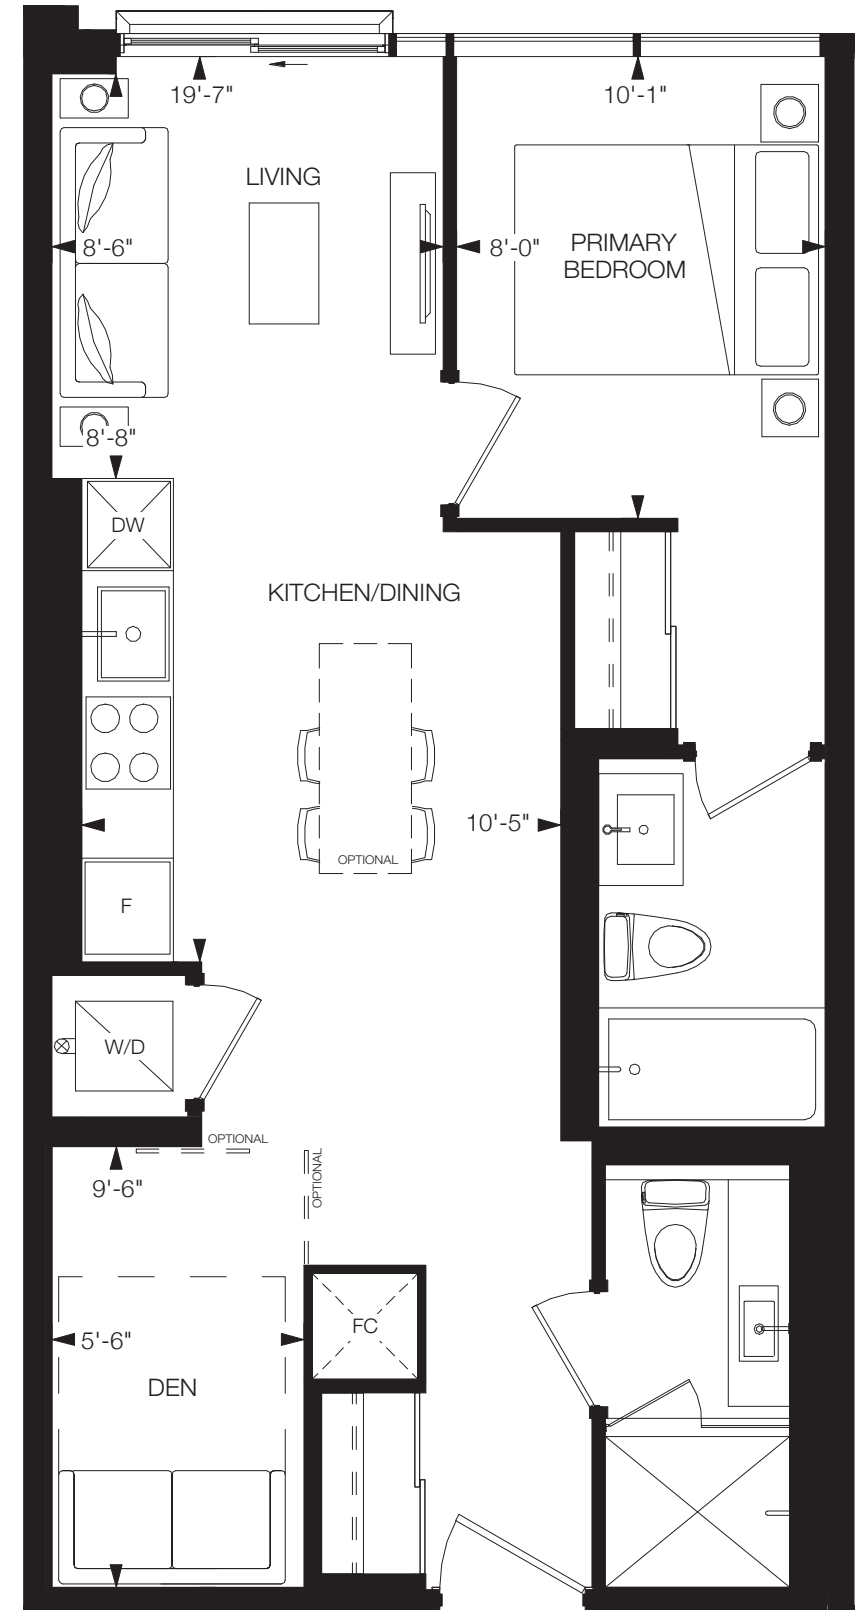 19'-7"
10'-1"
LIVING
8'-6"
8'-0"
PRIMARY
BEDROOM
8'-8"
DW
KITCHEN/DINING
10'-5"
OPTIONAL
F
W/D
OPTIONAL
OPTIONAL
9'-6"
FC
5'-6"
DEN